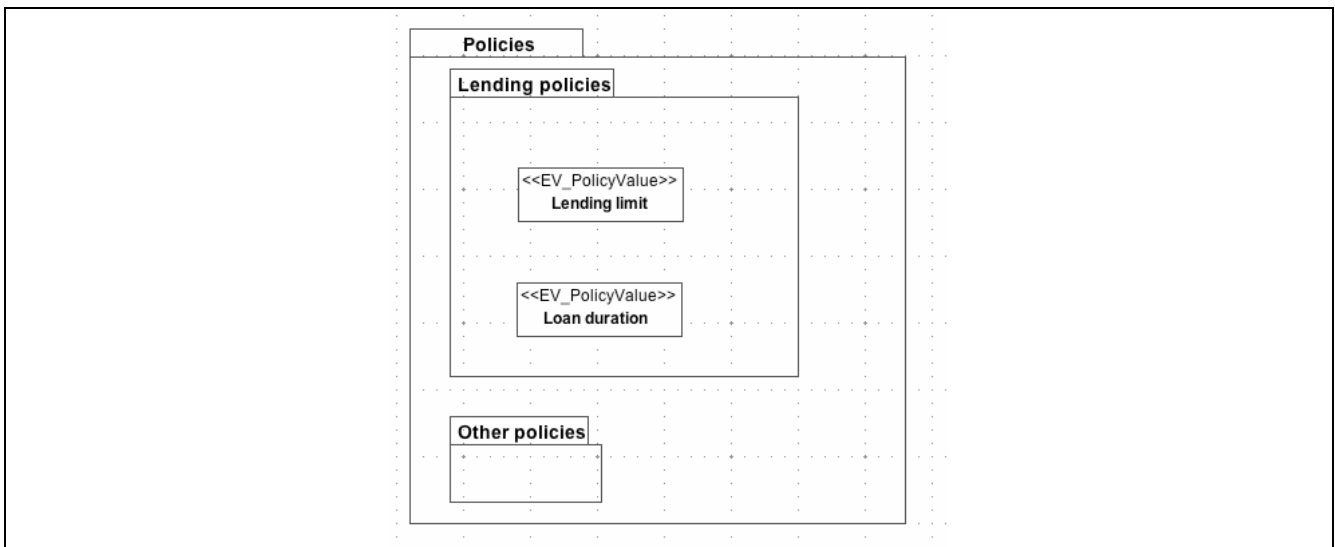 Policies
Lending policies
<<EV_PolicyValue>>
Lending limit
<<EV_PolicyValue>>
Loan duration
Other policies